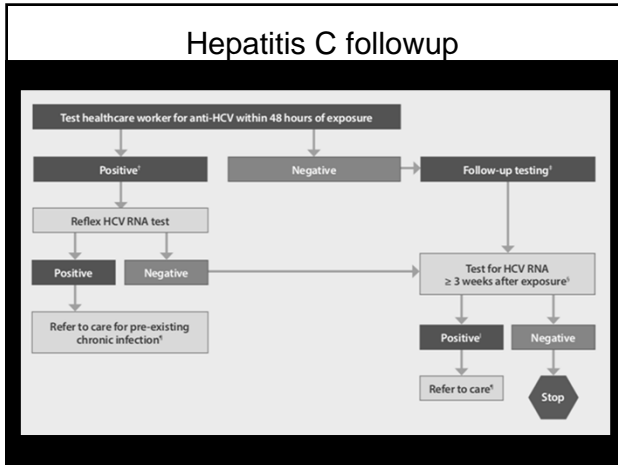 Hepatitis C followup
Test healthcare worker for anti-HCV within 48 hours of exposure
Positive†
Negative
Follow-up testing‡
Reflex HCV RNA test
Positive
Negative
Test for HCV RNA
≥ 3 weeks after exposure§
Refer to care for pre-existing
chronic infection¶
Positive
Negative
Refer to care¶
Stop